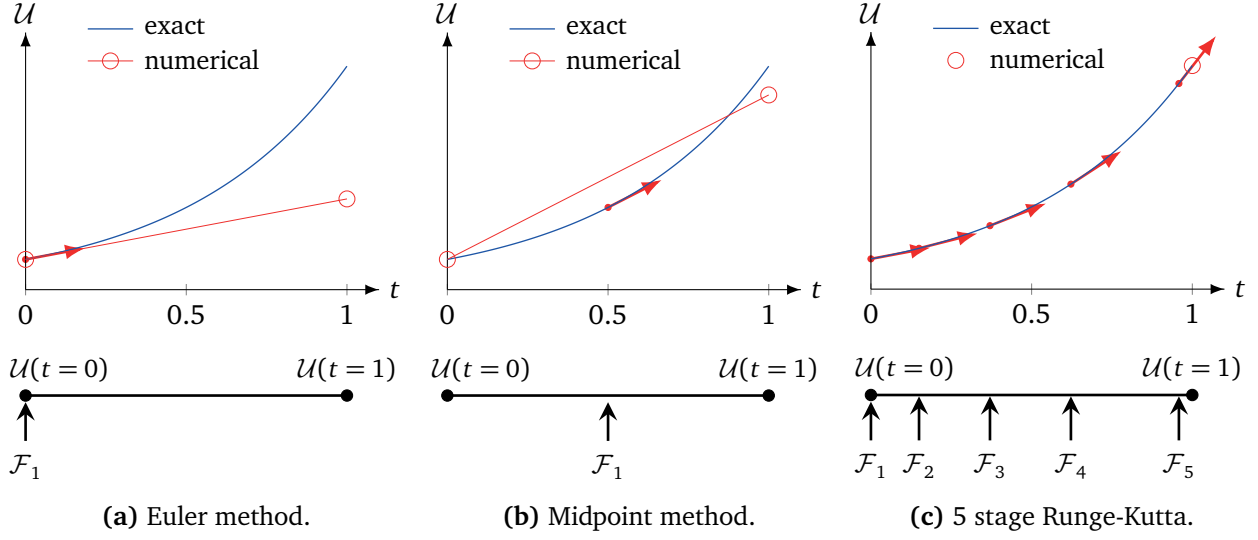 𝒰
exact
numerical
t
0
0.5
1
𝒰(t = 0)
𝒰(t = 1)
ℱ₁
(a) Euler method.
𝒰
exact
numerical
t
0
0.5
1
𝒰(t = 0)
𝒰(t = 1)
ℱ₁
(b) Midpoint method.
𝒰
exact
numerical
t
0
0.5
1
𝒰(t = 0)
𝒰(t = 1)
ℱ₁ ℱ₂ ℱ₃ ℱ₄ ℱ₅
(c) 5 stage Runge-Kutta.